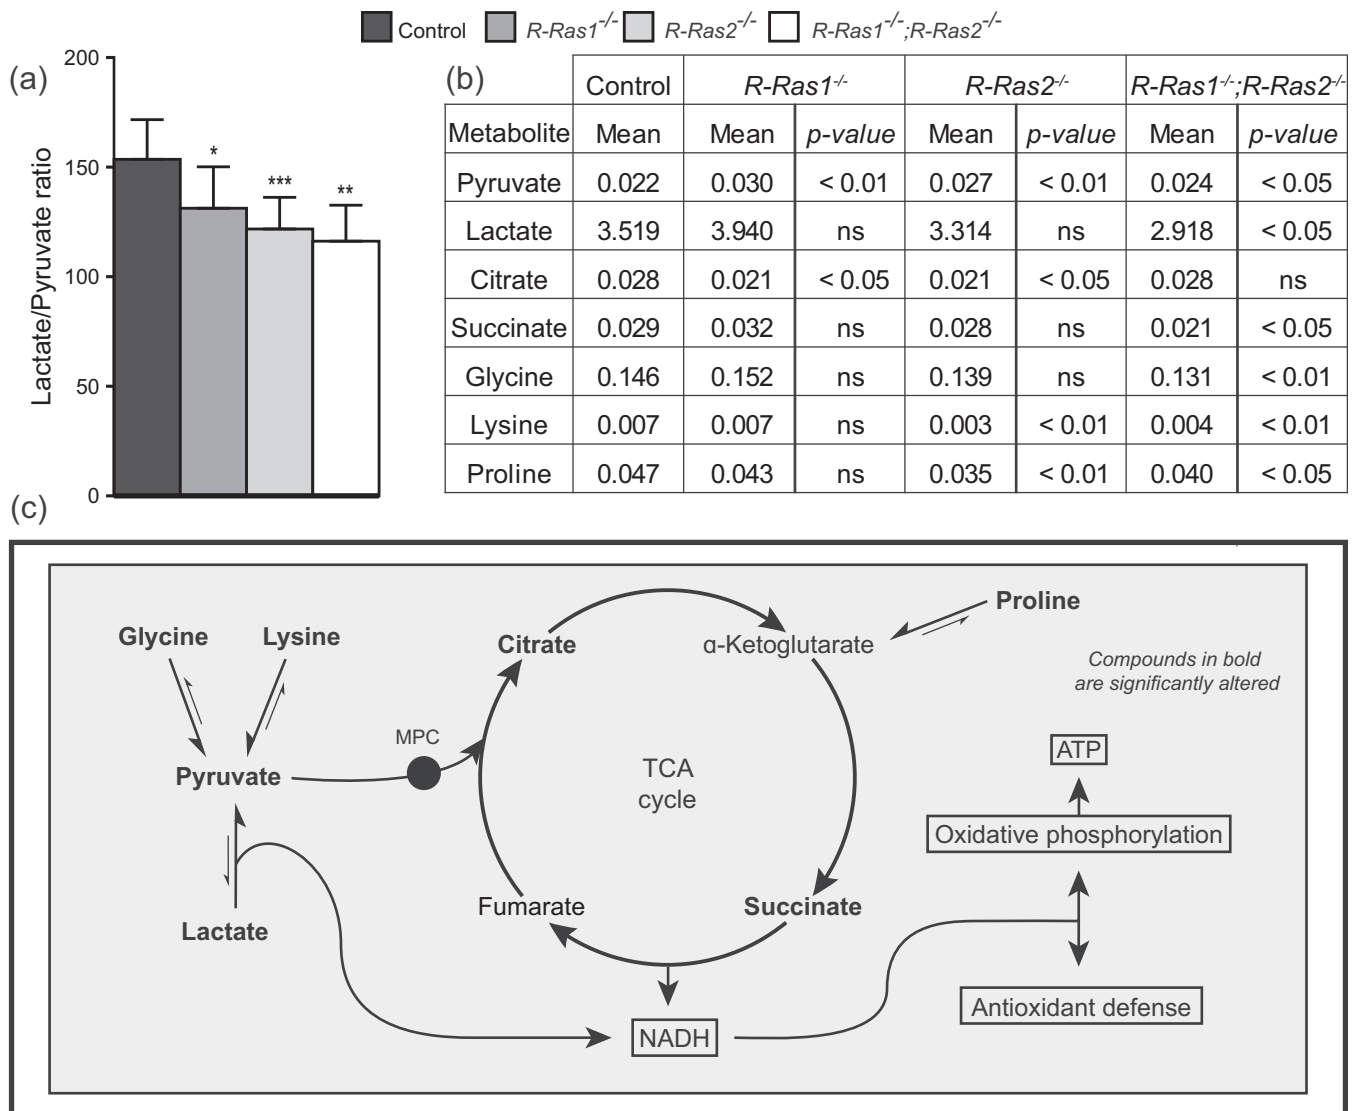 Control R-Ras1-/- R-Ras2-/- R-Ras1-/-;R-Ras2-/-
(a)
200
150
100
50
0
Lactate/Pyruvate ratio
*
***
**
(b)
Control R-Ras1-/- R-Ras2-/- R-Ras1-/-;R-Ras2-/-
Metabolite Mean Mean p-value Mean p-value Mean p-value
Pyruvate 0.022 0.030 < 0.01 0.027 < 0.01 0.024 < 0.05
Lactate 3.519 3.940 ns 3.314 ns 2.918 < 0.05
Citrate 0.028 0.021 < 0.05 0.021 < 0.05 0.028 ns
Succinate 0.029 0.032 ns 0.028 ns 0.021 < 0.05
Glycine 0.146 0.152 ns 0.139 ns 0.131 < 0.01
Lysine 0.007 0.007 ns 0.003 < 0.01 0.004 < 0.01
Proline 0.047 0.043 ns 0.035 < 0.01 0.040 < 0.05
(c)
Glycine
Lysine
Citrate
α-Ketoglutarate
Proline
Compounds in bold
are significantly altered
MPC
Pyruvate
TCA
cycle
ATP
Oxidative phosphorylation
Fumarate
Succinate
Lactate
Antioxidant defense
NADH